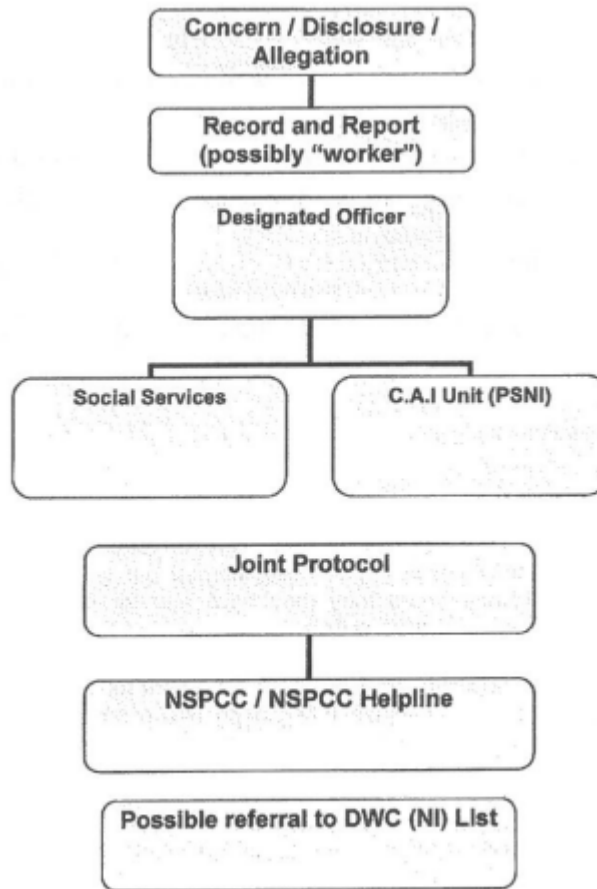 Concern / Disclosure /
Allegation
Record and Report
(possibly “worker”)
Designated Officer
Social Services
C.A.I Unit (PSNI)
Joint Protocol
NSPCC / NSPCC Helpline
Possible referral to DWC (NI) List